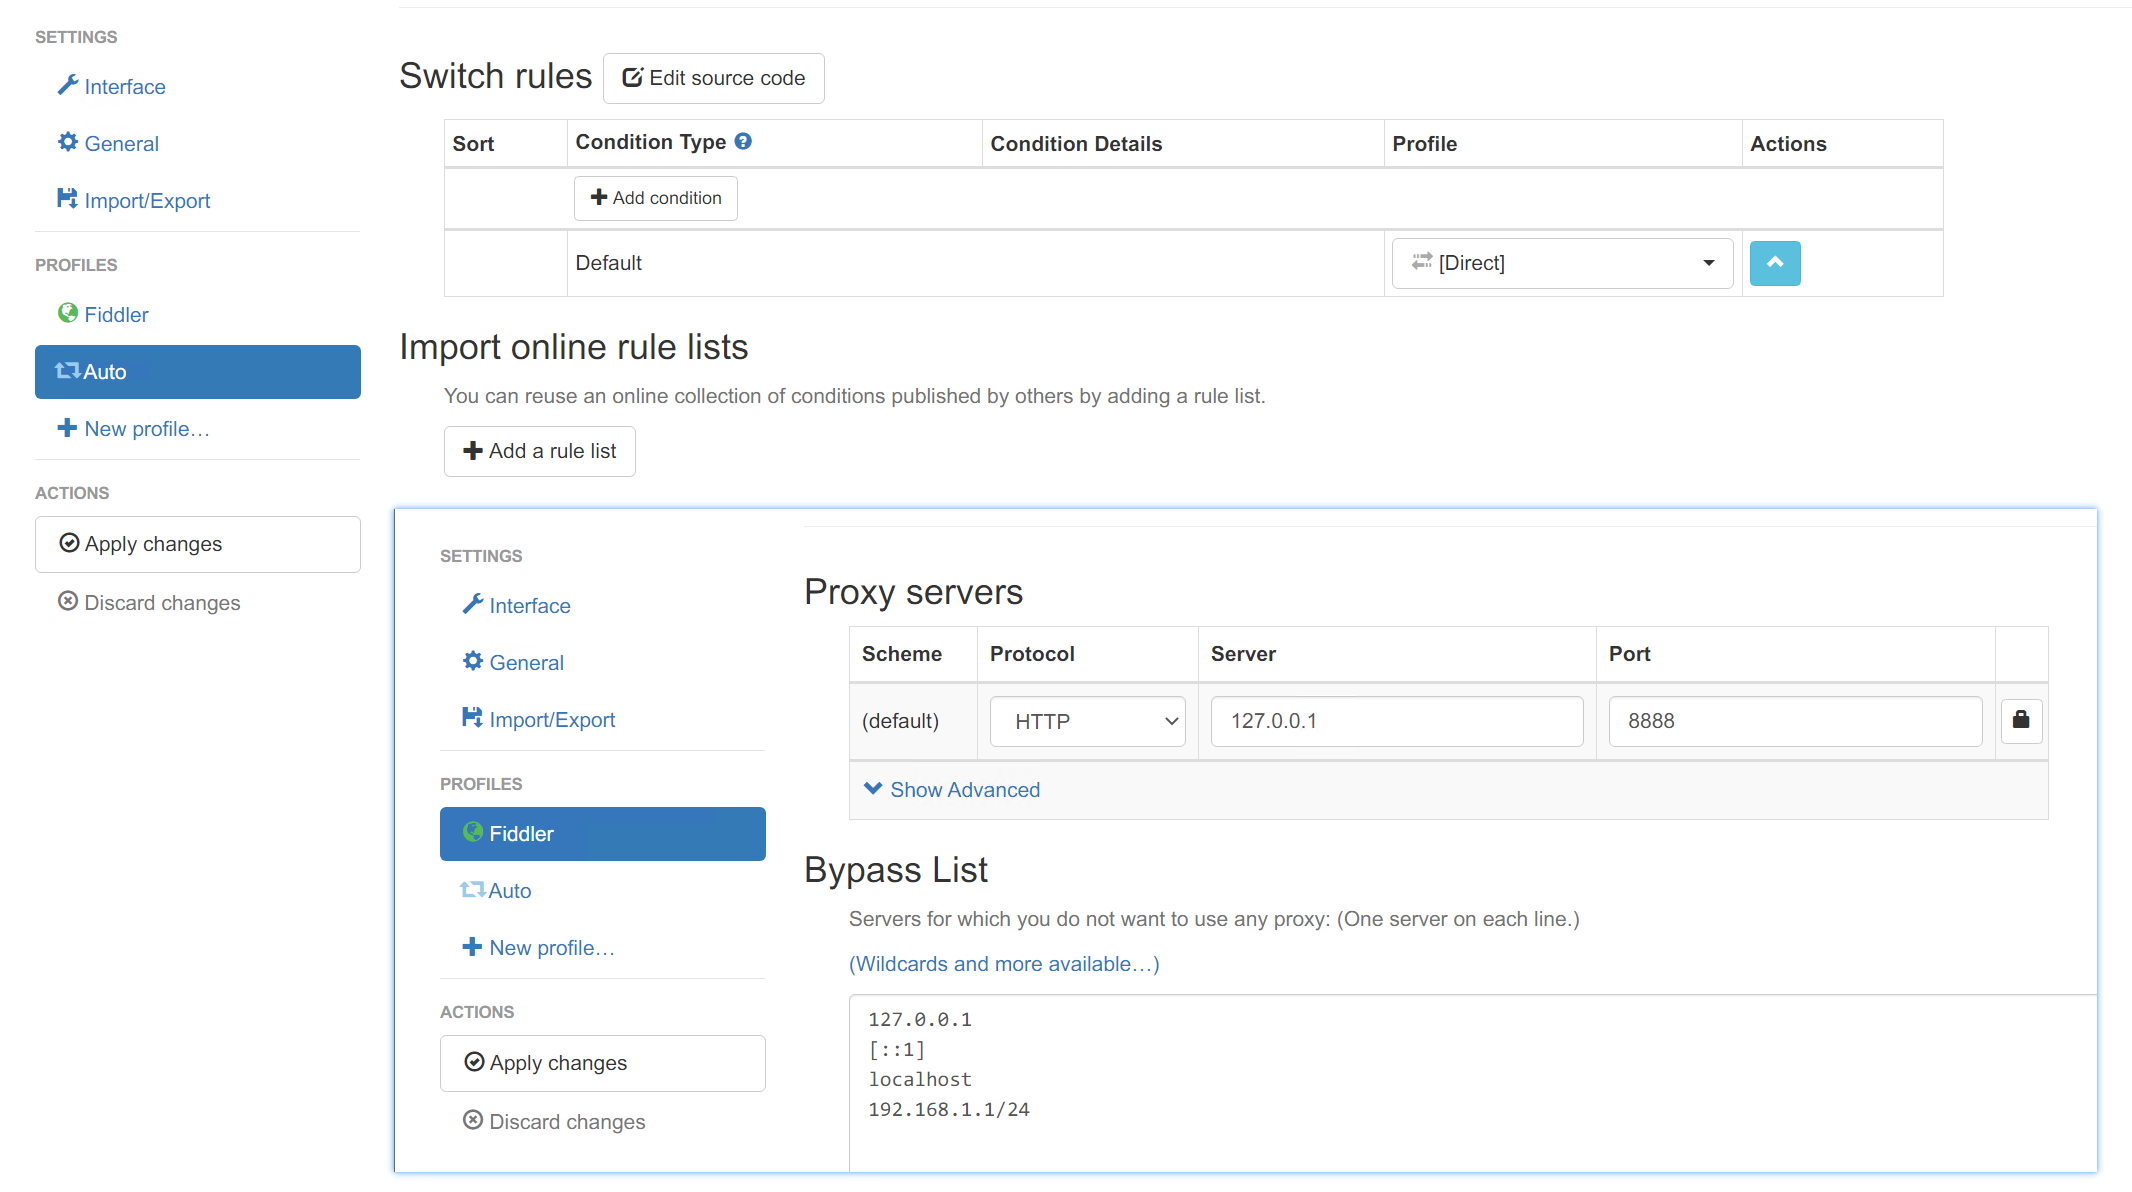 SETTINGS
Interface
General
Import/Export
PROFILES
Fiddler
Auto
New profile…
ACTIONS
Apply changes
Discard changes
Switch rules
Edit source code
Sort Condition Type Condition Details Profile Actions
Add condition
Default [Direct]
Import online rule lists
You can reuse an online collection of conditions published by others by adding a rule list.
Add a rule list
SETTINGS
Interface
General
Import/Export
PROFILES
Fiddler
Auto
New profile…
ACTIONS
Apply changes
Discard changes
Proxy servers
Scheme Protocol Server Port
(default) HTTP 127.0.0.1 8888
Show Advanced
Bypass List
Servers for which you do not want to use any proxy: (One server on each line.)
(Wildcards and more available…)
127.0.0.1
[::1]
localhost
192.168.1.1/24